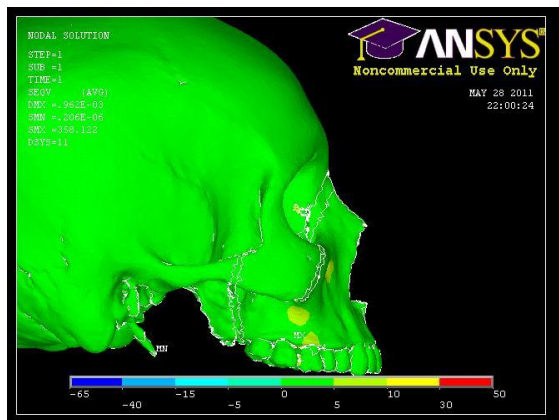 NODAL SOLUTION
STEP=1
SUB =1
TIME=1
SEQV (AVG)
DMX =.962E-03
SMN =.206E-06
SMX =358.122
DSYS=11
ANSYS
Noncommercial Use Only
MAY 28 2011
22:00:24
MX
MN
-65 -15 0 10 50
-40 -5 5 30